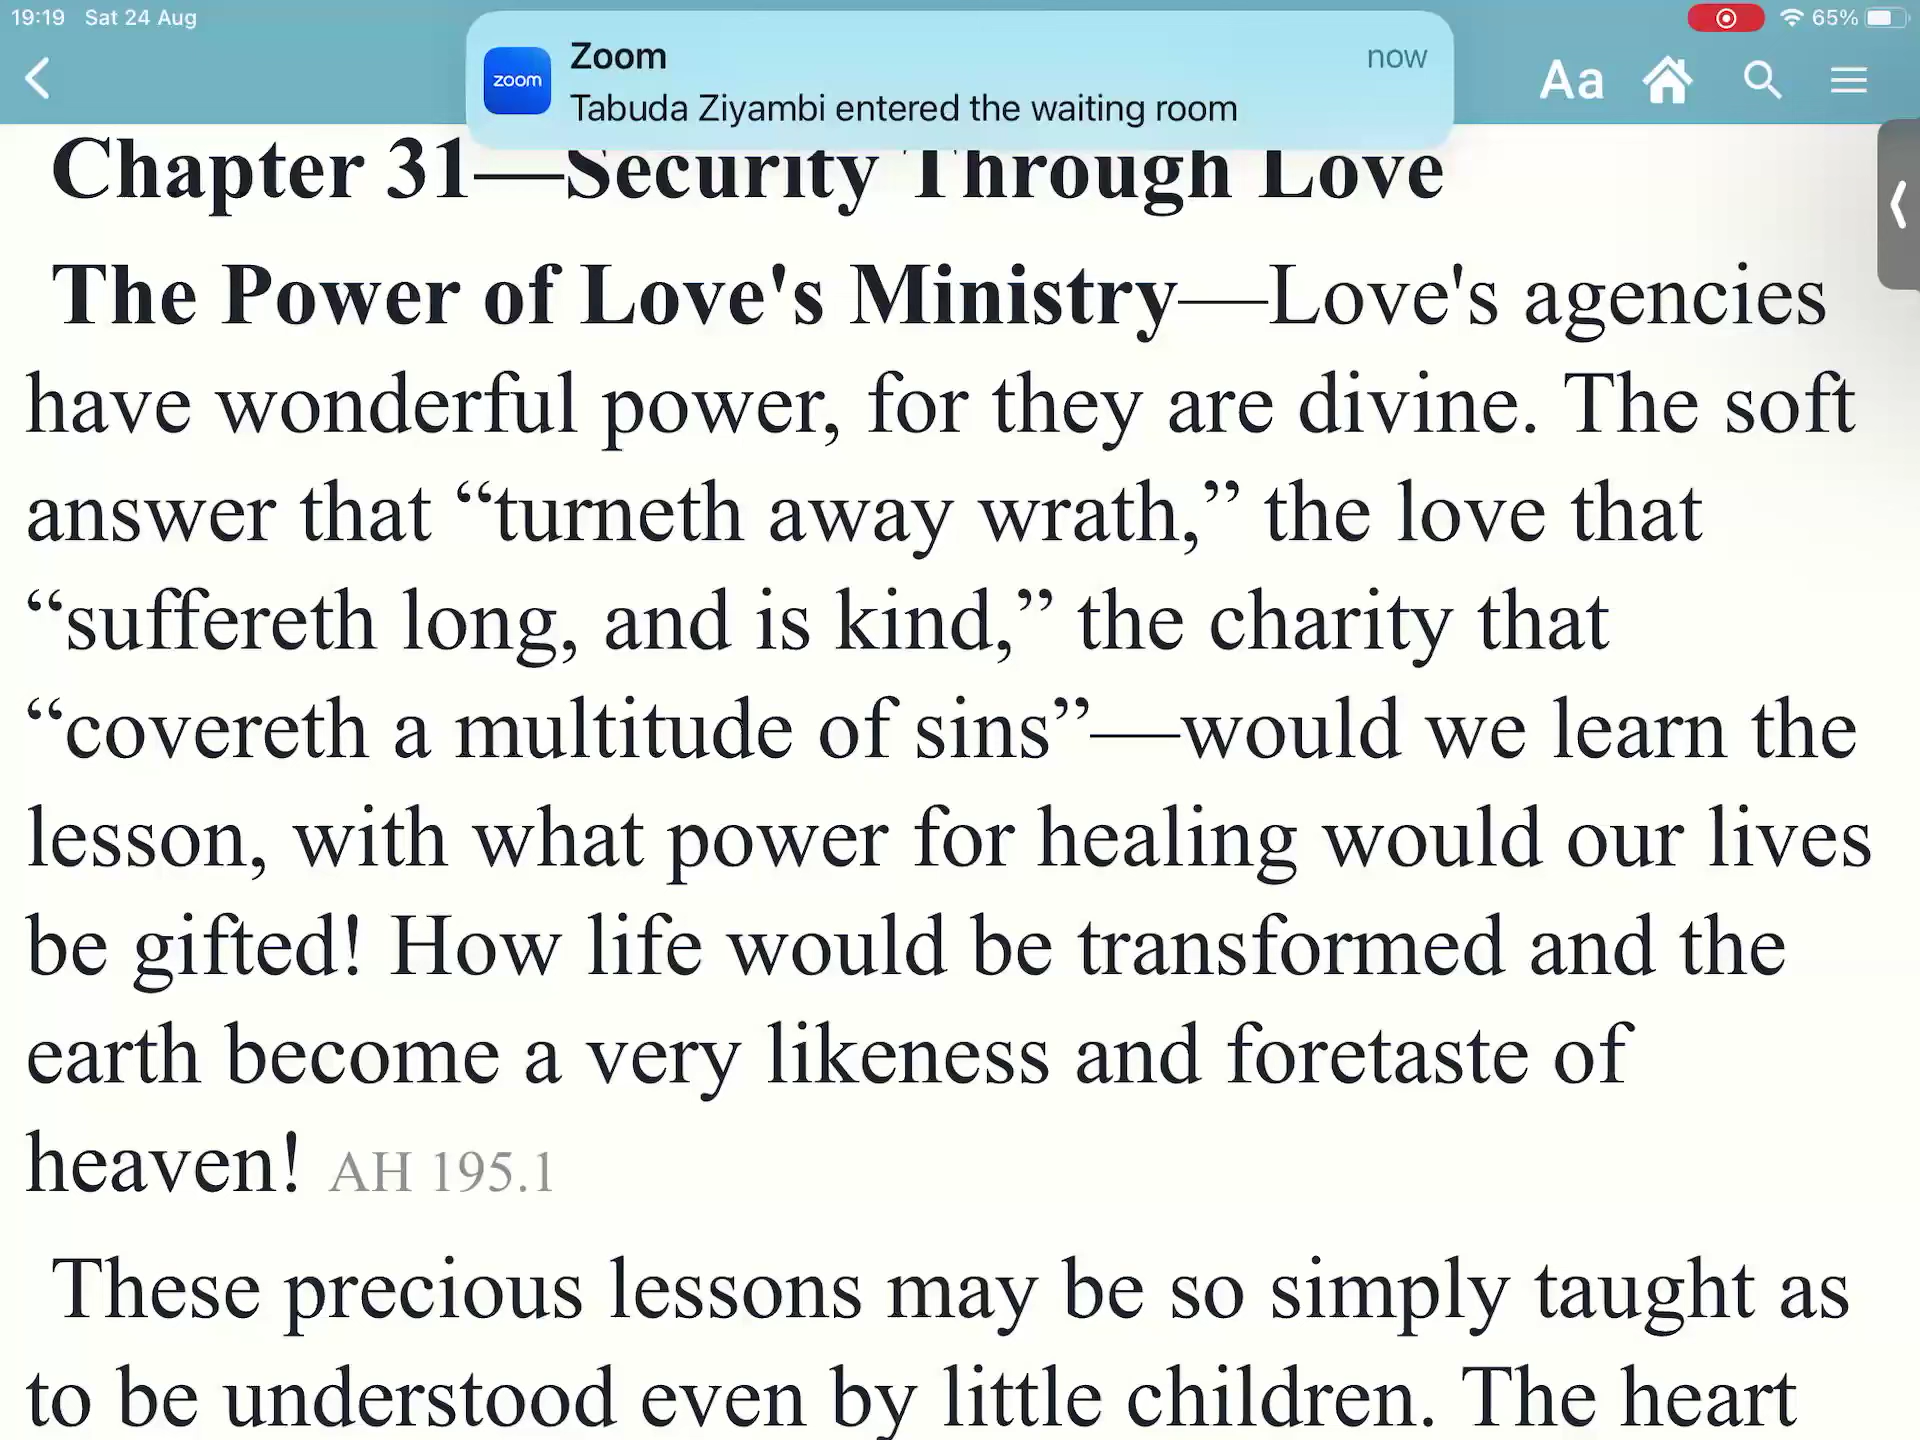 19:19 Sat 24 Aug
65%
Zoom
now
zoom
Tabuda Ziyambi entered the waiting room
Aa
Chapter 31—Security Through Love
The Power of Love's Ministry—Love's agencies
have wonderful power, for they are divine. The soft
answer that “turneth away wrath,” the love that
“suffereth long, and is kind,” the charity that
“covereth a multitude of sins”—would we learn the
lesson, with what power for healing would our lives
be gifted! How life would be transformed and the
earth become a very likeness and foretaste of
heaven! AH 195.1
These precious lessons may be so simply taught as
to be understood even by little children. The heart